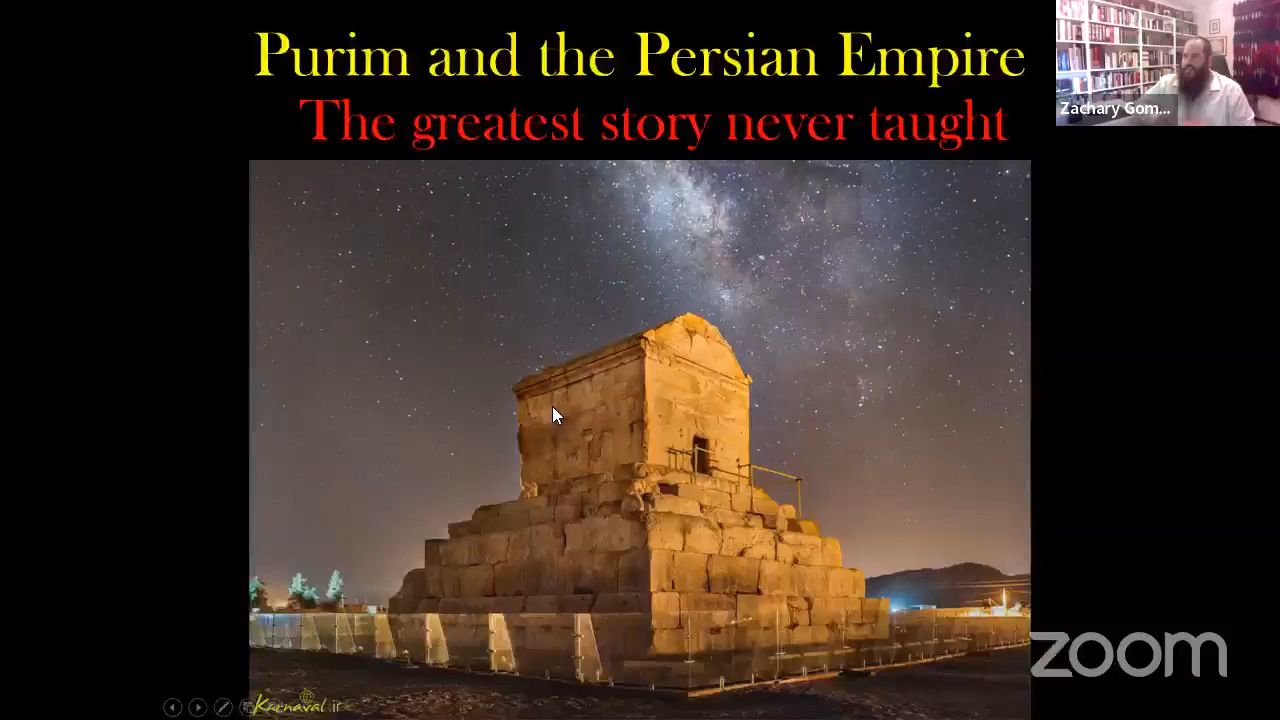 Purim and the Persian Empire
The greatest story never taught
Zachary Gom...
zoom
Karnaval.ir